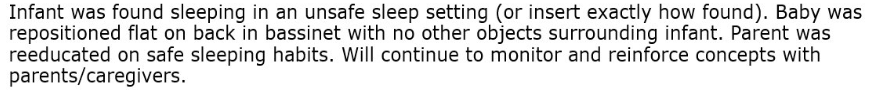 Infant was found sleeping in an unsafe sleep setting (or insert exactly how found). Baby was
repositioned flat on back in bassinet with no other objects surrounding infant. Parent was
reeducated on safe sleeping habits. Will continue to monitor and reinforce concepts with
parents/caregivers.